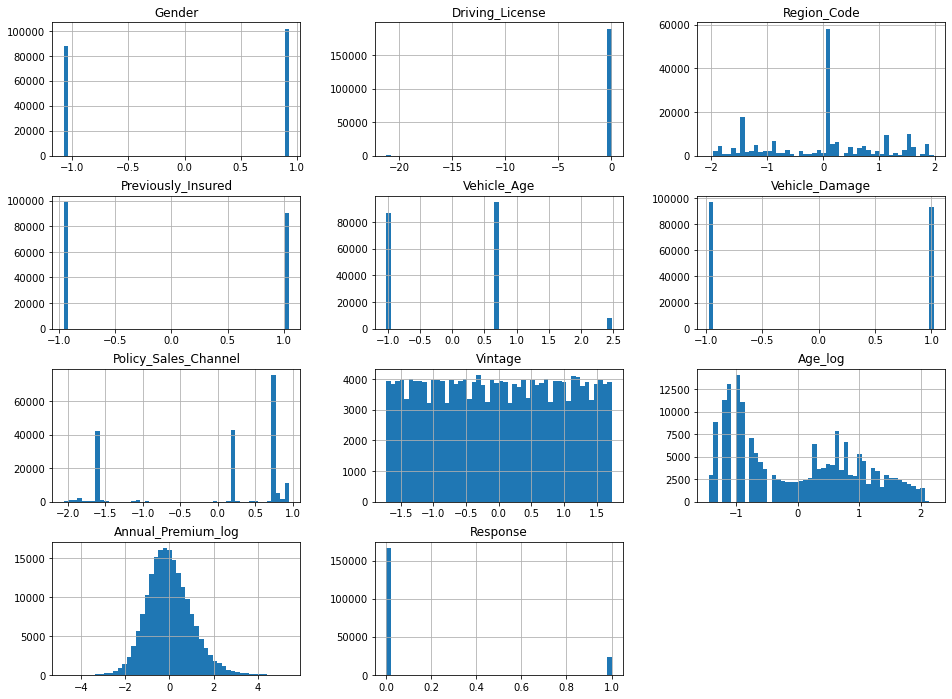 Gender
100000
80000
60000
40000
20000
0
−1.0 −0.5 0.0 0.5 1.0
Driving_License
150000
100000
50000
0
−20 −15 −10 −5 0
Region_Code
60000
40000
20000
0
−2 −1 0 1 2
Previously_Insured
100000
80000
60000
40000
20000
0
−1.0 −0.5 0.0 0.5 1.0
Vehicle_Age
80000
60000
40000
20000
0
−1.0 −0.5 0.0 0.5 1.0 1.5 2.0 2.5
Vehicle_Damage
100000
80000
60000
40000
20000
0
−1.0 −0.5 0.0 0.5 1.0
Policy_Sales_Channel
60000
40000
20000
0
−2.0 −1.5 −1.0 −0.5 0.0 0.5 1.0
Vintage
4000
3000
2000
1000
0
−1.5 −1.0 −0.5 0.0 0.5 1.0 1.5
Age_log
12500
10000
7500
5000
2500
0
−1 0 1 2
Annual_Premium_log
15000
10000
5000
0
−4 −2 0 2 4
Response
150000
100000
50000
0
0.0 0.2 0.4 0.6 0.8 1.0